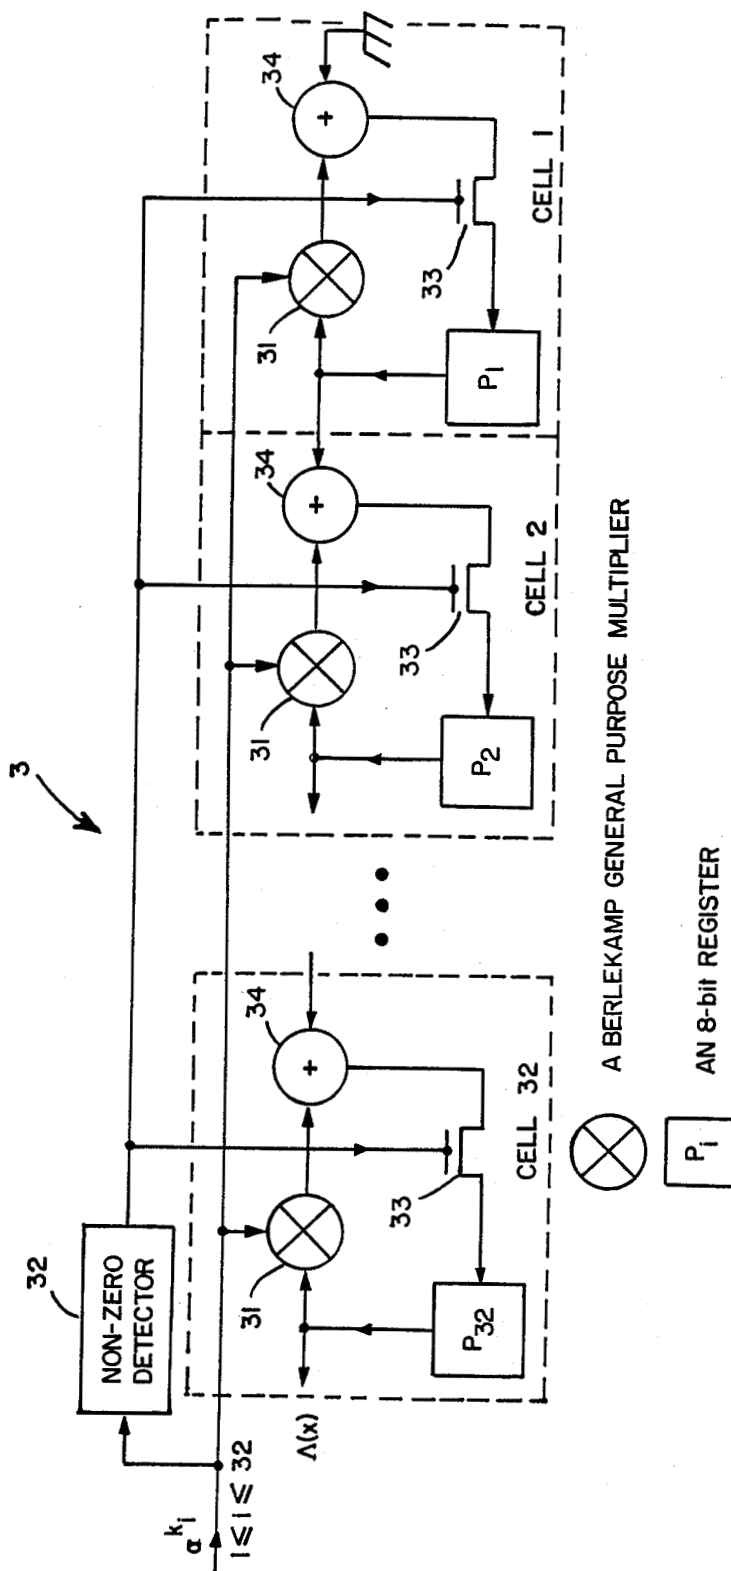 3
32
NON-ZERO
DETECTOR
α^k_i
1 ≤ i ≤ 32
Λ(x)
31
34
33
P32
CELL 32
31
34
33
P2
CELL 2
31
34
33
P1
CELL 1
A BERLEKAMP GENERAL PURPOSE MULTIPLIER
Pi
AN 8-bit REGISTER